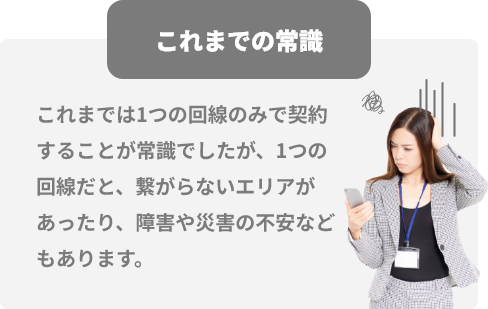 これまでの常識
これまでは1つの回線のみで契約
することが常識でしたが、1つの
回線だと、繋がらないエリアが
あったり、障害や災害の不安など
もあります。